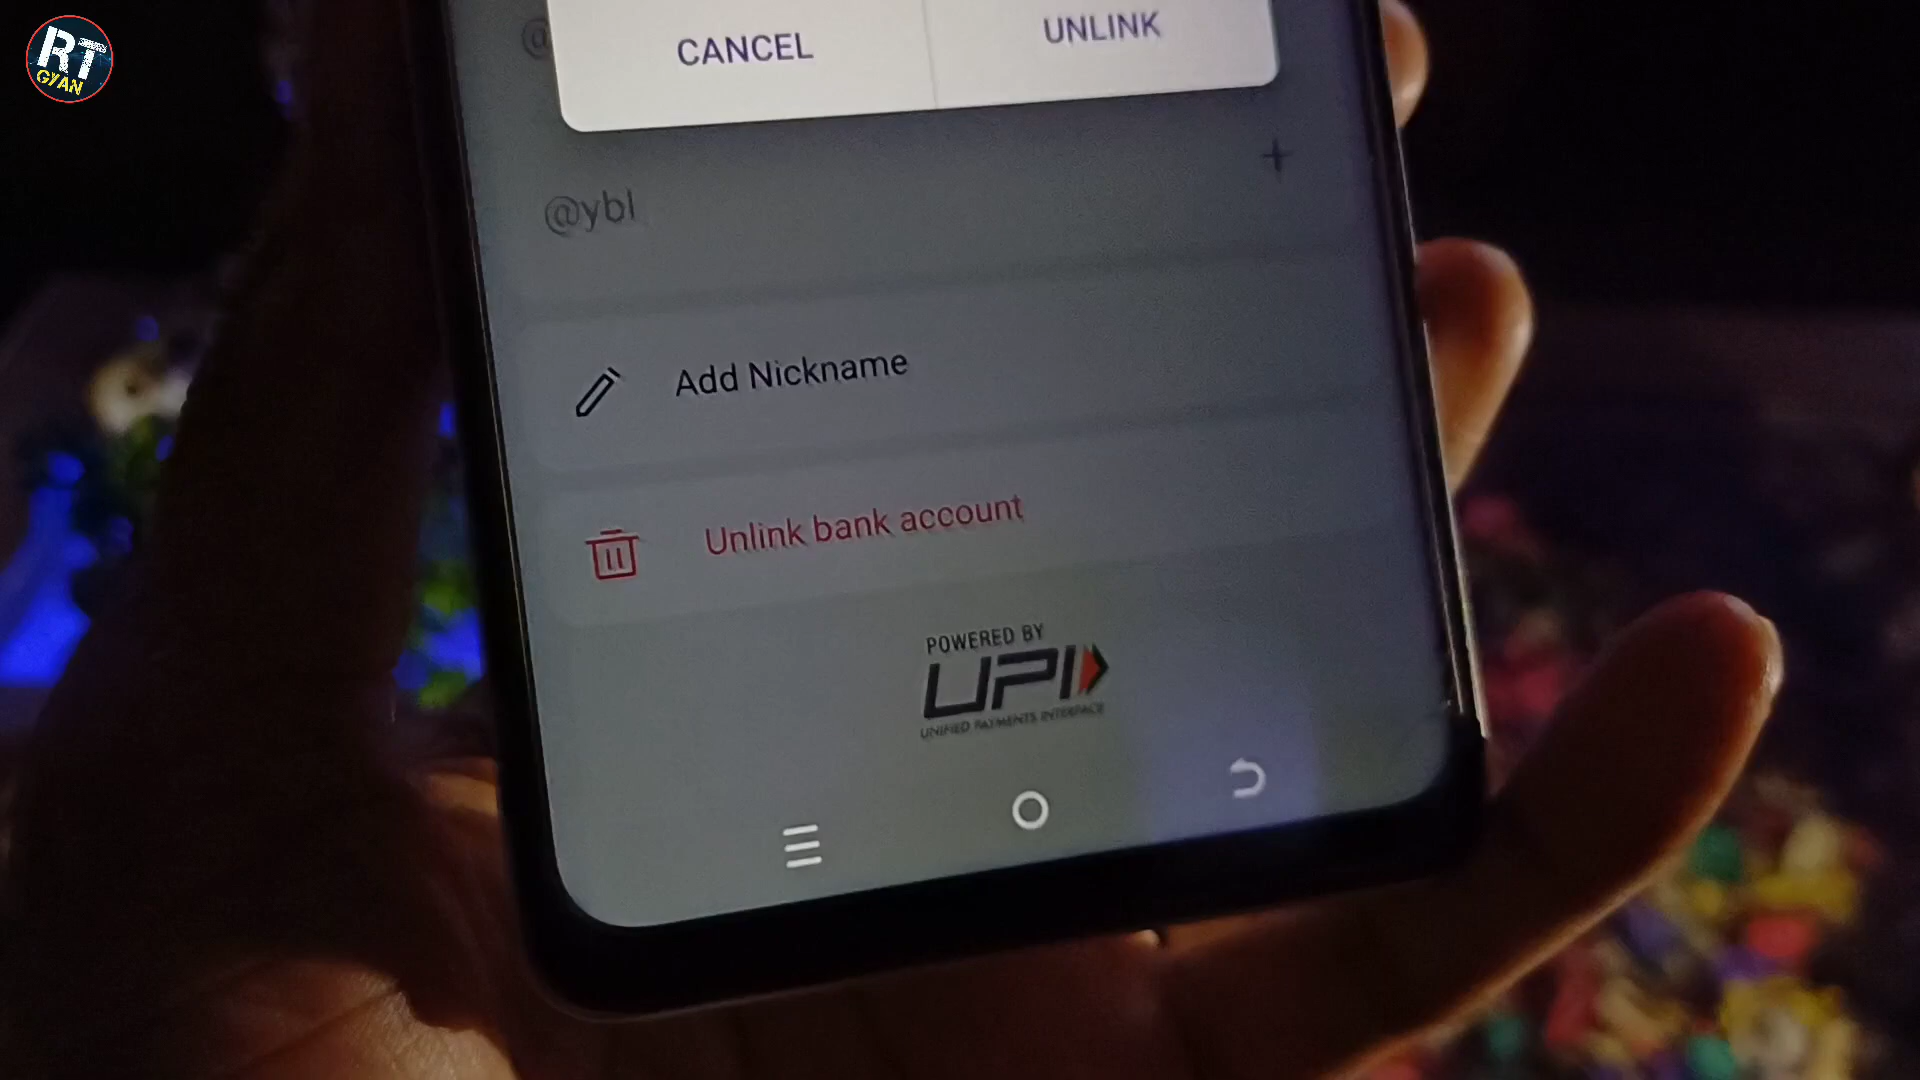 RT
GYAN
@
CANCEL
UNLINK
@ybl
Add Nickname
Unlink bank account
POWERED BY
UPI
UNIFIED PAYMENTS INTERFACE